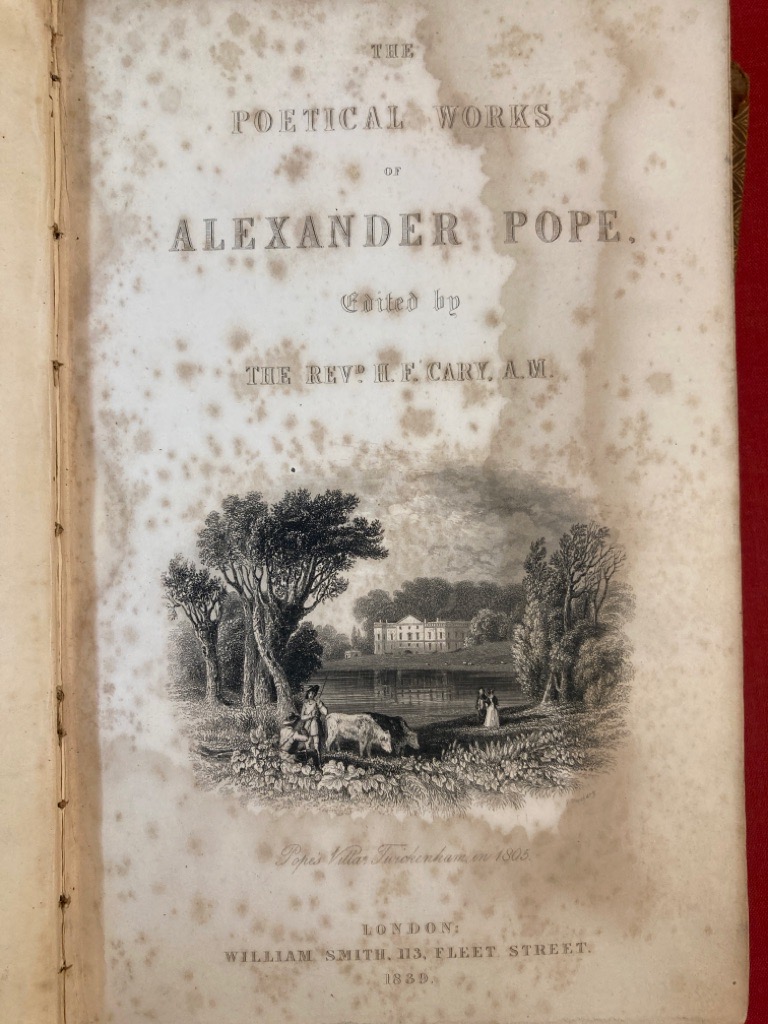 THE
POETICAL WORKS
OF
ALEXANDER POPE,
Edited by
THE REVD. H. F. CARY, A.M.
Pope's Villa, Twickenham, in 1805.
LONDON:
WILLIAM SMITH, 113, FLEET STREET.
1839.